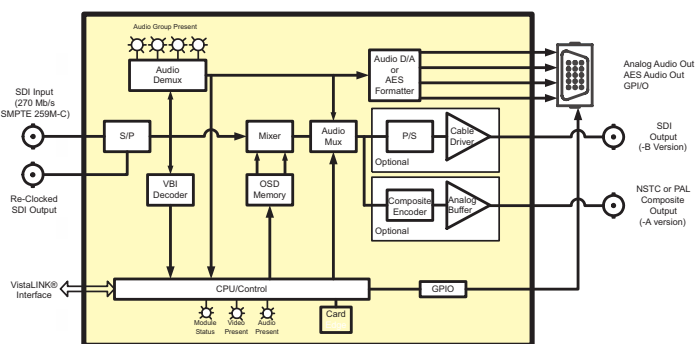 Audio Group Present
Audio
Demux
Audio D/A
or
AES
Formatter
Analog Audio Out
AES Audio Out
GPI/O
SDI Input
(270 Mb/s
SMPTE 259M-C)
S/P
Mixer
Audio
Mux
P/S
Cable
Driver
Optional
SDI
Output
(-B Version)
Re-Clocked
SDI Output
VBI
Decoder
OSD
Memory
Composite
Encoder
Analog
Buffer
Optional
NSTC or PAL
Composite
Output
(-A version)
VistaLINK®
Interface
CPU/Control
GPIO
Module
Status
Video
Present
Audio
Present
Card